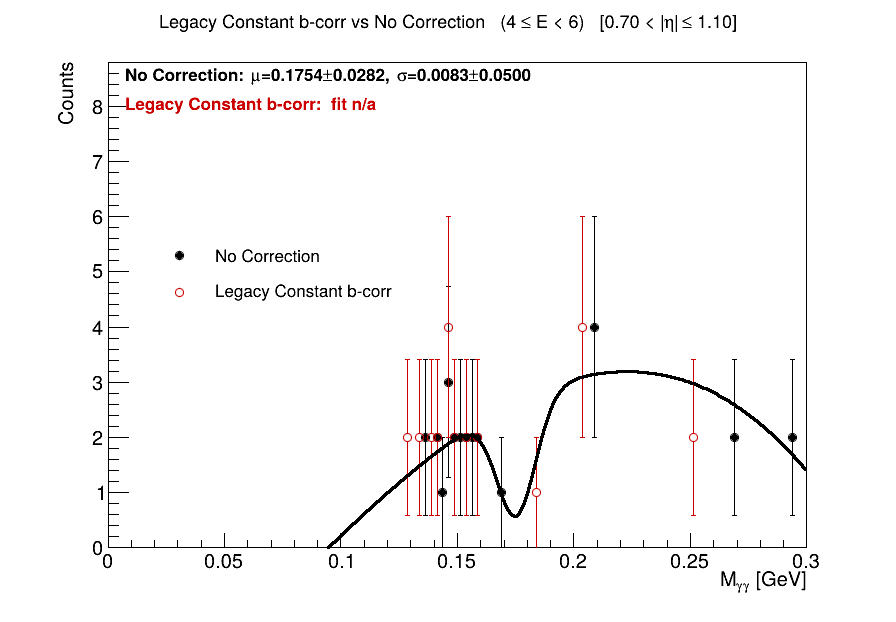 Legacy Constant b-corr vs No Correction (4 ≤ E < 6) [0.70 < |η| ≤ 1.10]
Counts
No Correction: μ=0.1754±0.0282, σ=0.0083±0.0500
Legacy Constant b-corr: fit n/a
8
7
6
5
4
3
2
1
0
No Correction
Legacy Constant b-corr
0 0.05 0.1 0.15 0.2 0.25 0.3
Mγγ [GeV]